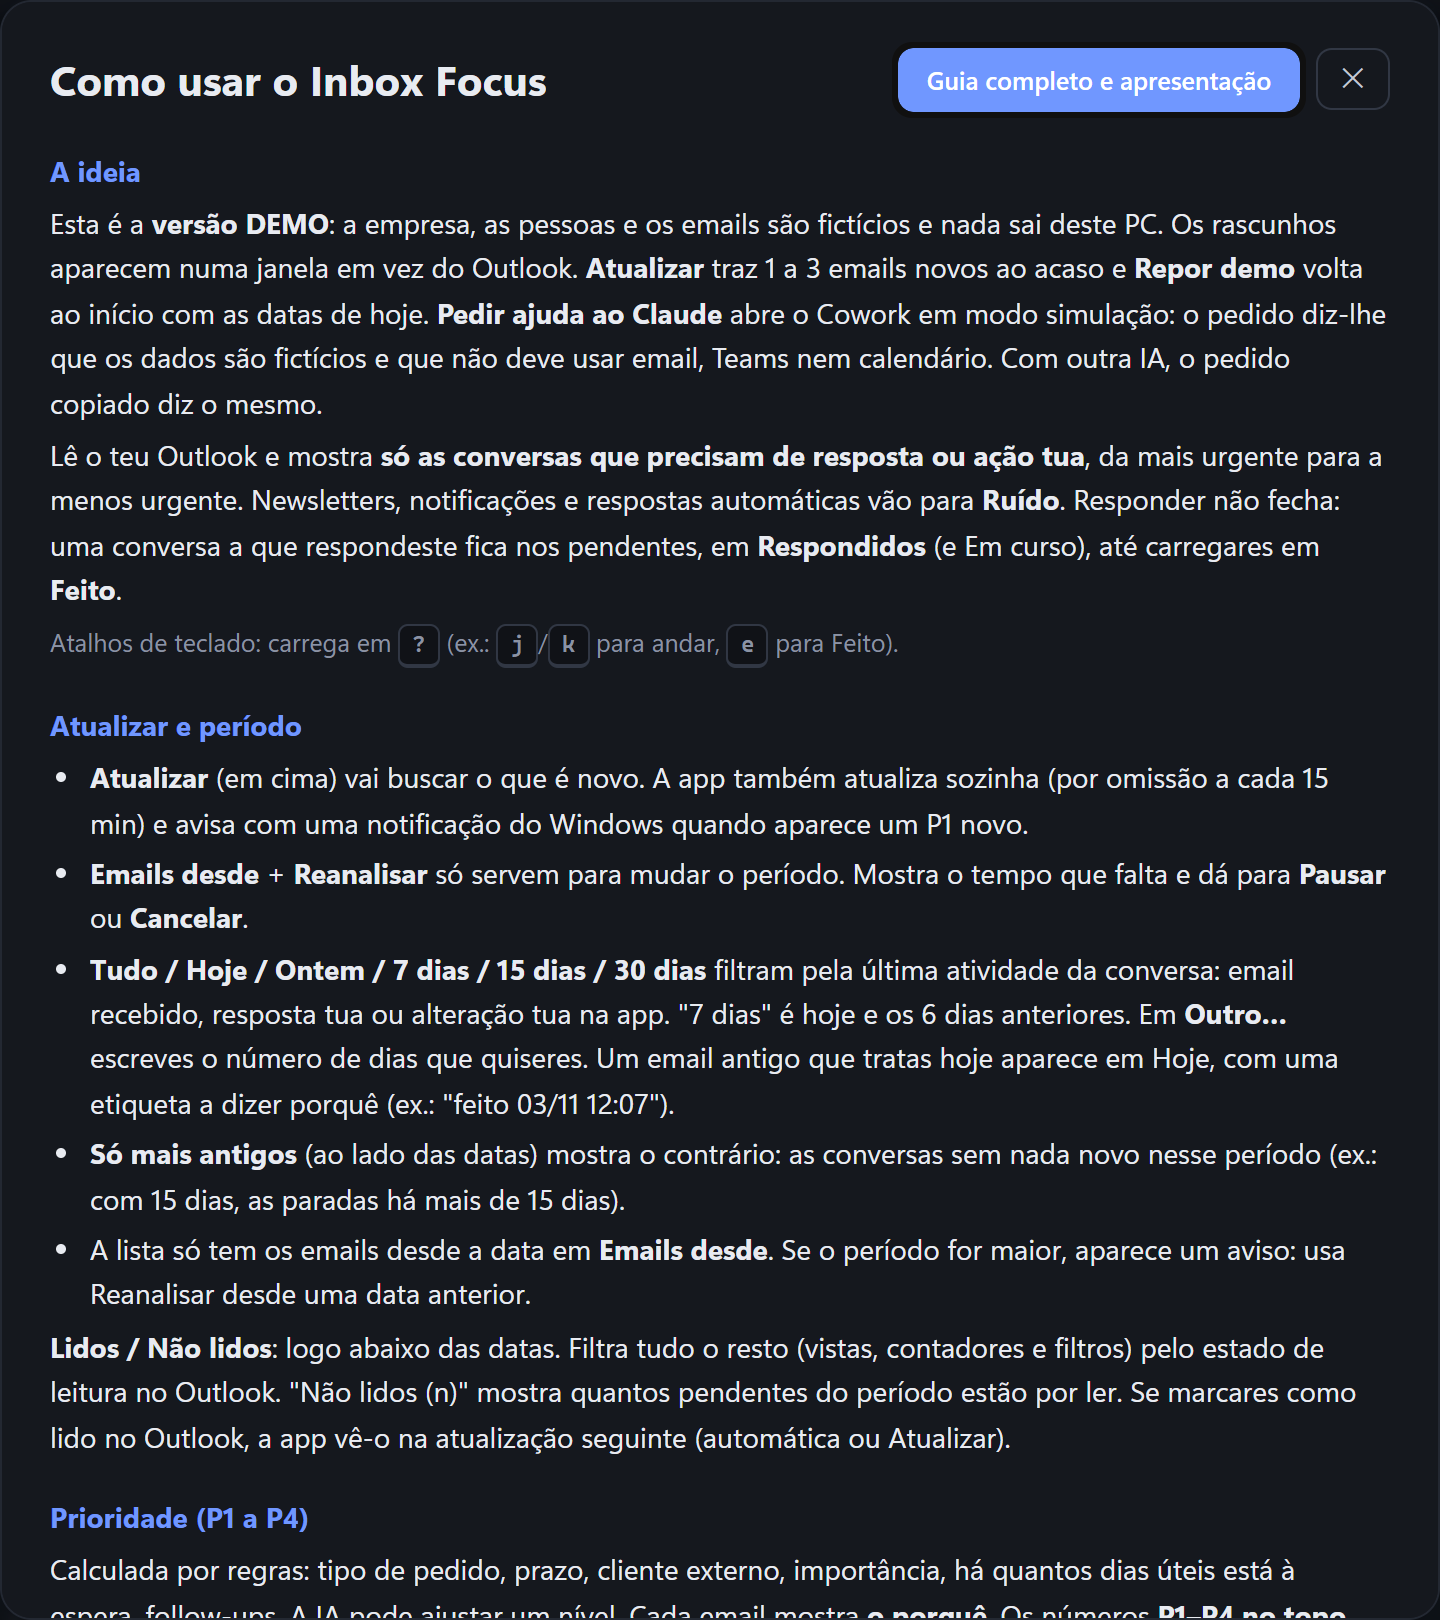 Como usar o Inbox Focus
Guia completo e apresentação
A ideia
Esta é a versão DEMO: a empresa, as pessoas e os emails são fictícios e nada sai deste PC. Os rascunhos
aparecem numa janela em vez do Outlook. Atualizar traz 1 a 3 emails novos ao acaso e Repor demo volta
ao início com as datas de hoje. Pedir ajuda ao Claude abre o Cowork em modo simulação: o pedido diz-lhe
que os dados são fictícios e que não deve usar email, Teams nem calendário. Com outra IA, o pedido
copiado diz o mesmo.
Lê o teu Outlook e mostra só as conversas que precisam de resposta ou ação tua, da mais urgente para a
menos urgente. Newsletters, notificações e respostas automáticas vão para Ruído. Responder não fecha:
uma conversa a que respondeste fica nos pendentes, em Respondidos (e Em curso), até carregares em
Feito.
Atalhos de teclado: carrega em ? (ex.: j/k para andar, e para Feito).
Atualizar e período
• Atualizar (em cima) vai buscar o que é novo. A app também atualiza sozinha (por omissão a cada 15
min) e avisa com uma notificação do Windows quando aparece um P1 novo.
• Emails desde + Reanalisar só servem para mudar o período. Mostra o tempo que falta e dá para Pausar
ou Cancelar.
• Tudo / Hoje / Ontem / 7 dias / 15 dias / 30 dias filtram pela última atividade da conversa: email
recebido, resposta tua ou alteração tua na app. "7 dias" é hoje e os 6 dias anteriores. Em Outro...
escreves o número de dias que quiseres. Um email antigo que tratas hoje aparece em Hoje, com uma
etiqueta a dizer porquê (ex.: "feito 03/11 12:07").
• Só mais antigos (ao lado das datas) mostra o contrário: as conversas sem nada novo nesse período (ex.:
com 15 dias, as paradas há mais de 15 dias).
• A lista só tem os emails desde a data em Emails desde. Se o período for maior, aparece um aviso: usa
Reanalisar desde uma data anterior.
Lidos / Não lidos: logo abaixo das datas. Filtra tudo o resto (vistas, contadores e filtros) pelo estado de
leitura no Outlook. "Não lidos (n)" mostra quantos pendentes do período estão por ler. Se marcares como
lido no Outlook, a app vê-o na atualização seguinte (automática ou Atualizar).
Prioridade (P1 a P4)
Calculada por regras: tipo de pedido, prazo, cliente externo, importância, há quantos dias úteis está à
espera, follow-ups. A IA pode ajustar um nível. Cada email mostra o porquê. Os números P1–P4 no topo